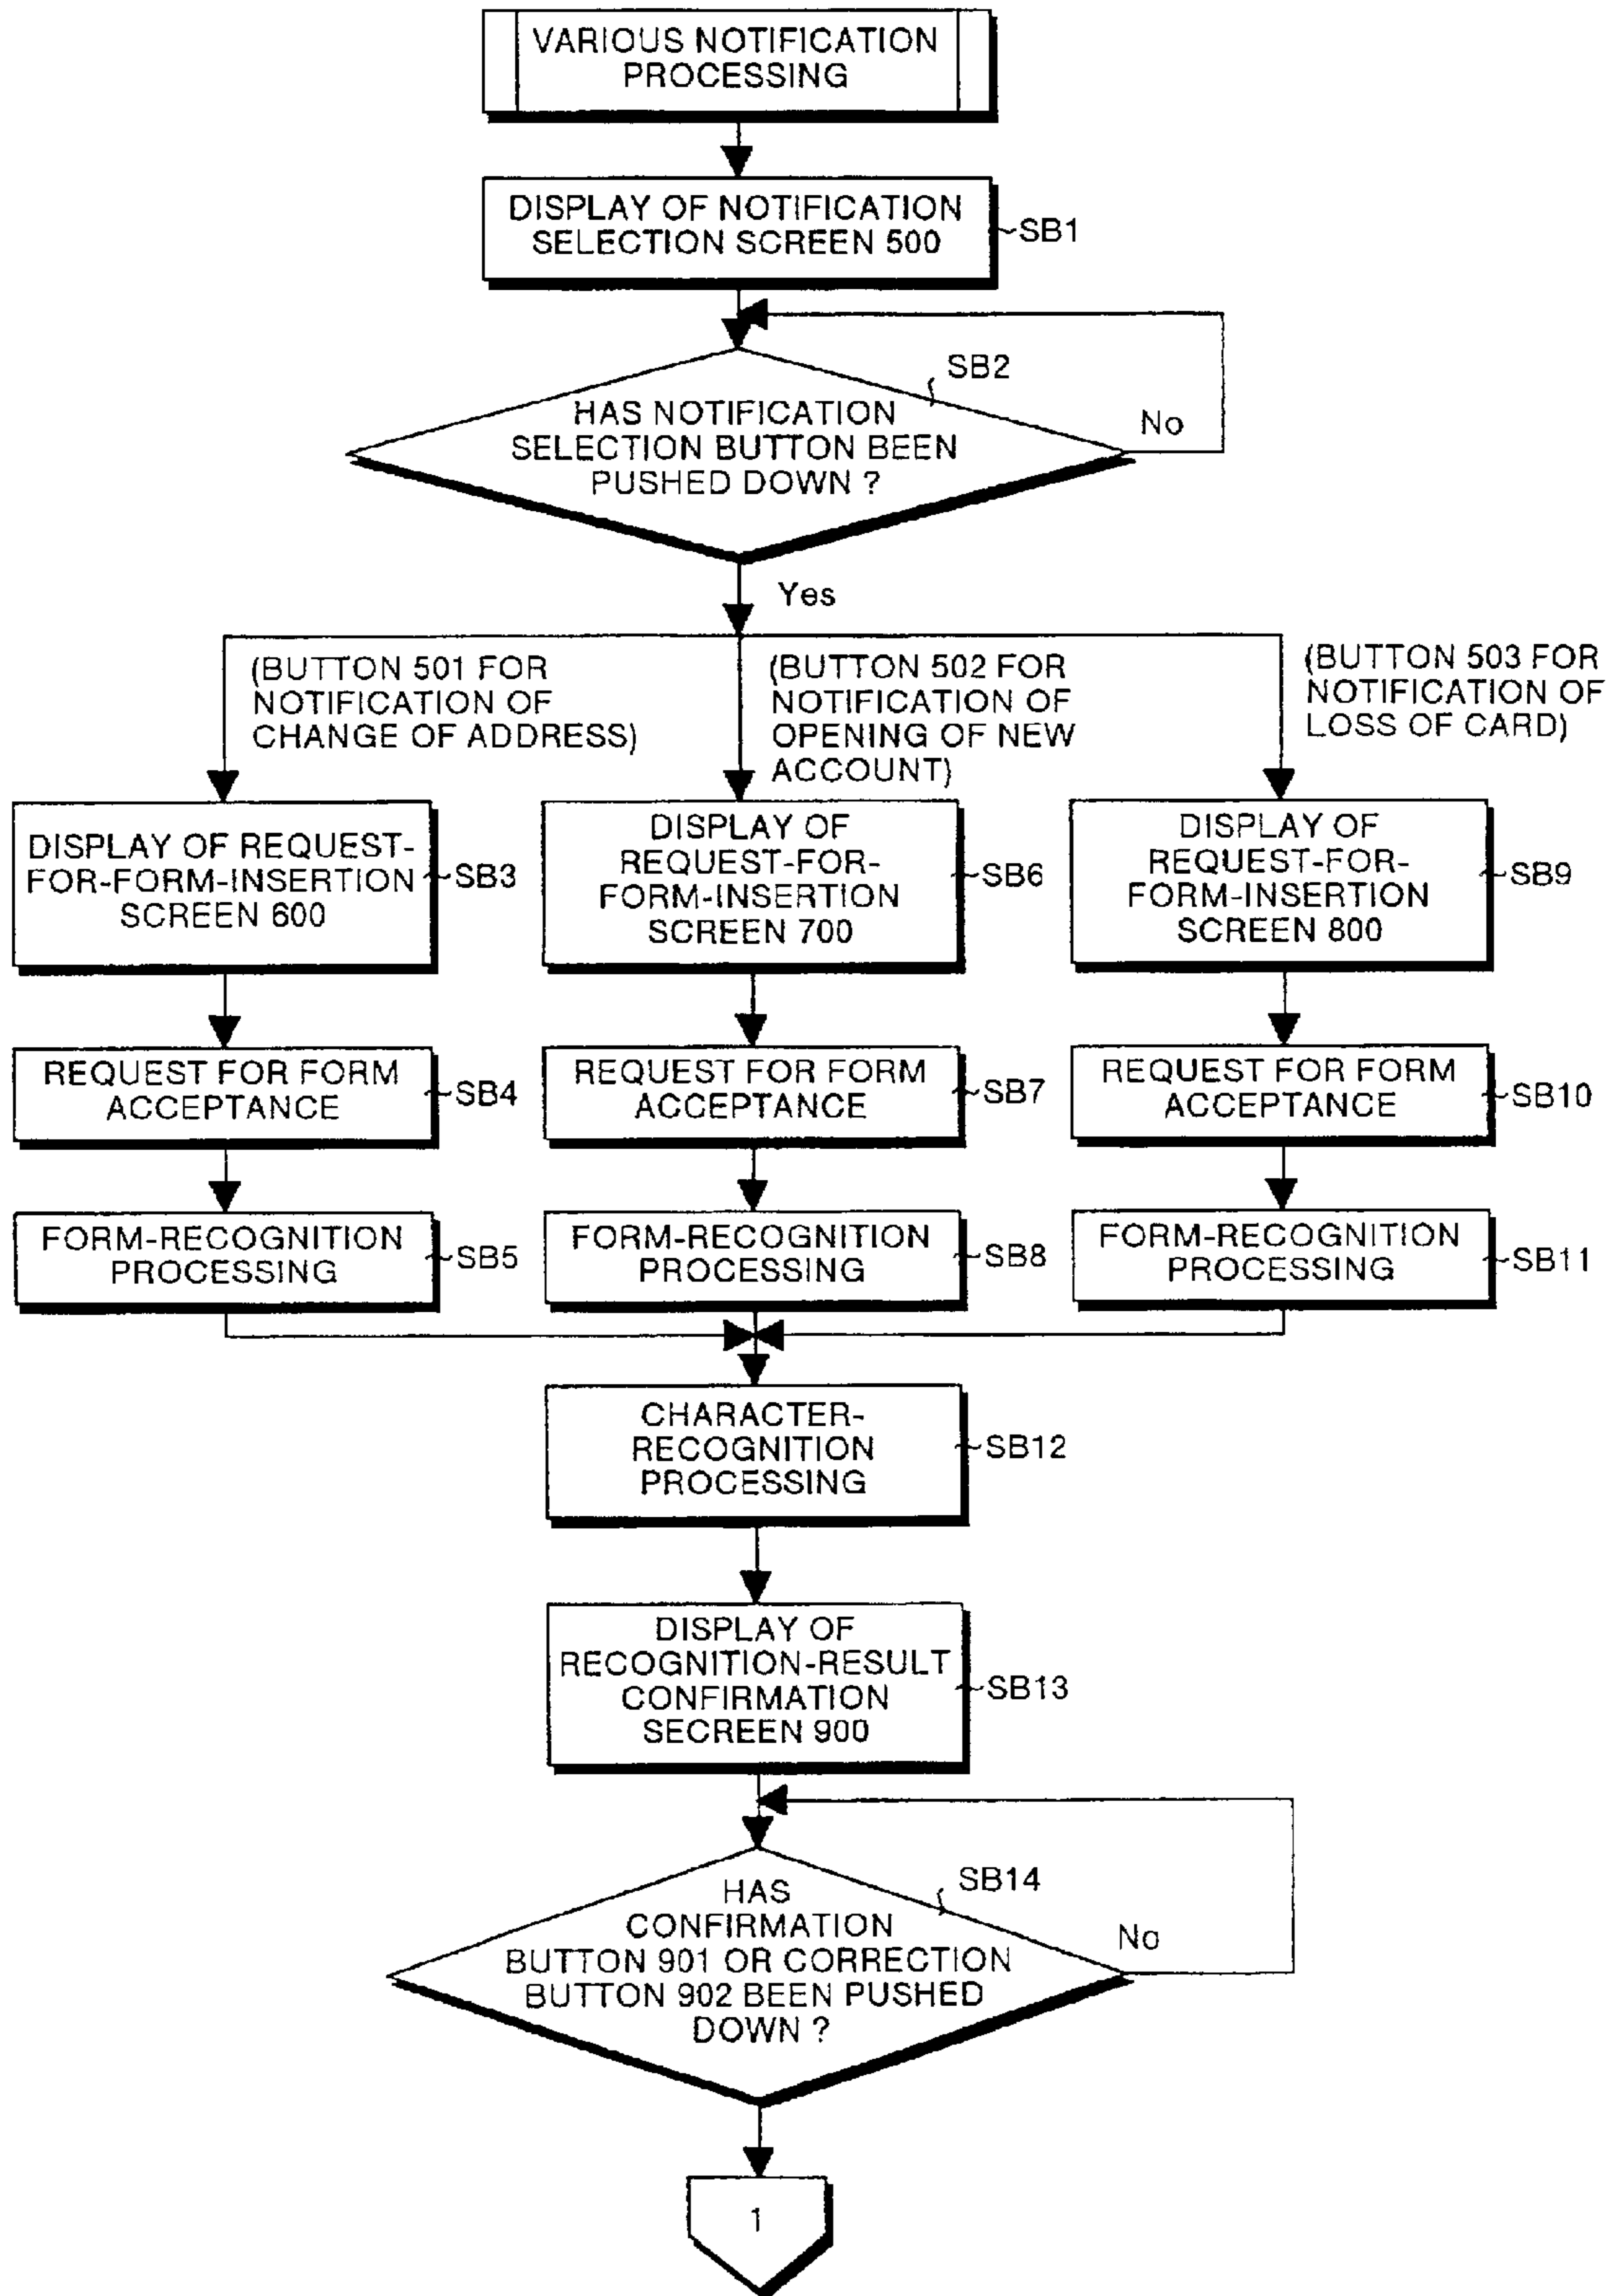 VARIOUS NOTIFICATION
PROCESSING
DISPLAY OF NOTIFICATION
SELECTION SCREEN 500
SB1
SB2
HAS NOTIFICATION
SELECTION BUTTON BEEN
PUSHED DOWN ?
No
Yes
(BUTTON 501 FOR
NOTIFICATION OF
CHANGE OF ADDRESS)
(BUTTON 502 FOR
NOTIFICATION OF
OPENING OF NEW
ACCOUNT)
(BUTTON 503 FOR
NOTIFICATION OF
LOSS OF CARD)
DISPLAY OF REQUEST-
FOR-FORM-INSERTION
SCREEN 600
SB3
DISPLAY OF
REQUEST-FOR-
FORM-INSERTION
SCREEN 700
SB6
DISPLAY OF
REQUEST-FOR-
FORM-INSERTION
SCREEN 800
SB9
REQUEST FOR FORM
ACCEPTANCE
SB4
REQUEST FOR FORM
ACCEPTANCE
SB7
REQUEST FOR FORM
ACCEPTANCE
SB10
FORM-RECOGNITION
PROCESSING
SB5
FORM-RECOGNITION
PROCESSING
SB8
FORM-RECOGNITION
PROCESSING
SB11
CHARACTER-
RECOGNITION
PROCESSING
SB12
DISPLAY OF
RECOGNITION-RESULT
CONFIRMATION
SECREEN 900
SB13
SB14
HAS
CONFIRMATION
BUTTON 901 OR CORRECTION
BUTTON 902 BEEN PUSHED
DOWN ?
No
1